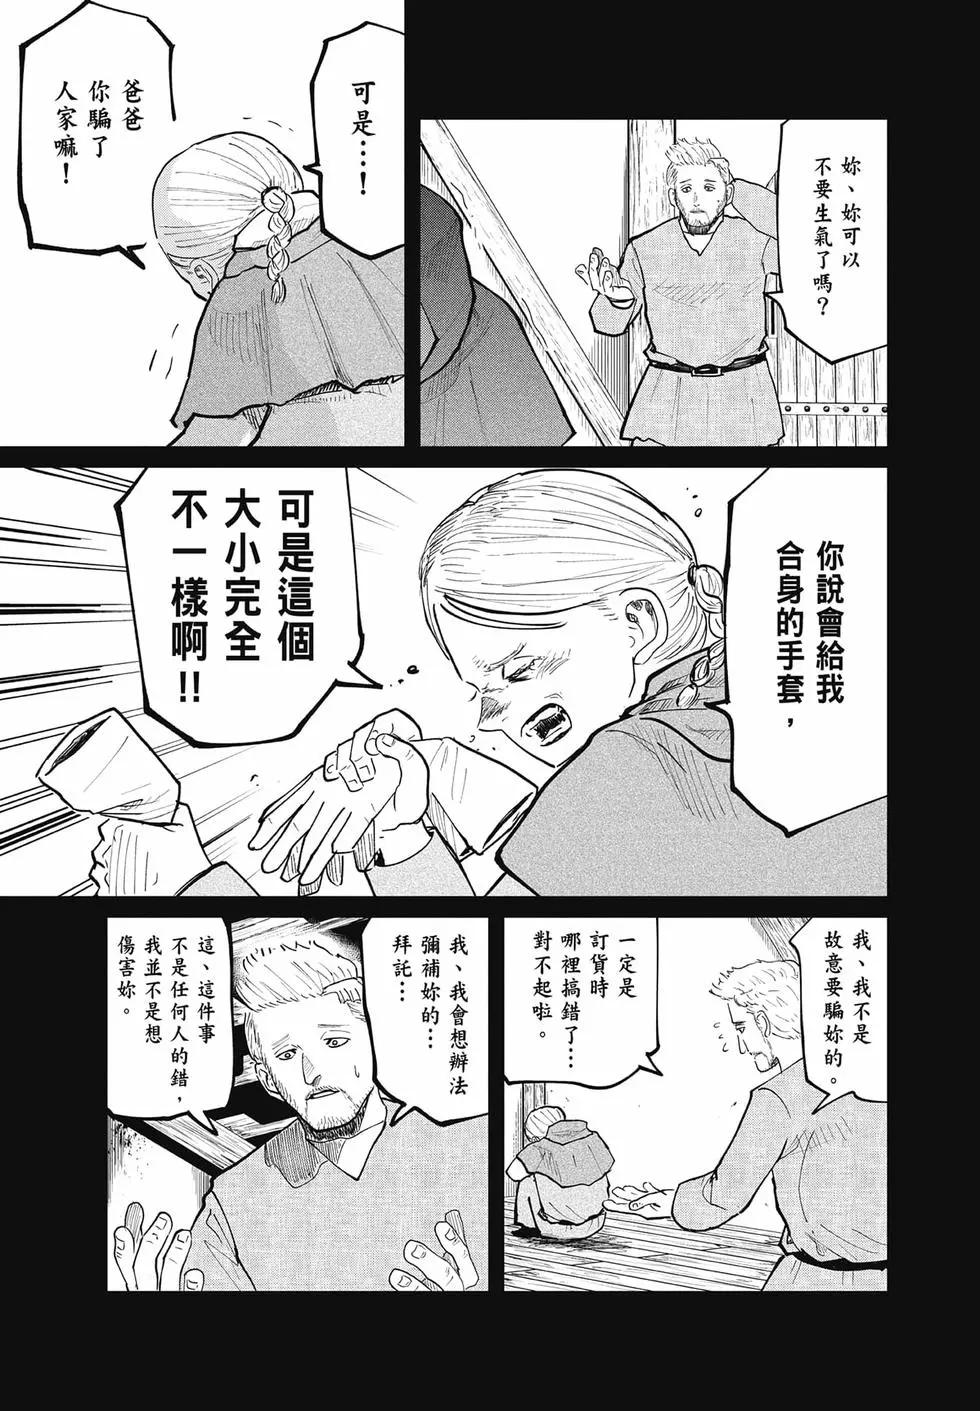 妳、妳可以
不要生氣了嗎？
可是⋯⋯！
爸爸
你騙了
人家嘛！
你說會給我
合身的手套，
可是這個
大小完全
不一樣啊!!
我、我不是
故意要騙妳的。
一定是
訂貨時
哪裡搞錯了⋯
對不起啦。
我、我會想辦法
彌補妳的⋯
拜託⋯
這、這件事
不是任何人的錯，
我並不是想
傷害妳。